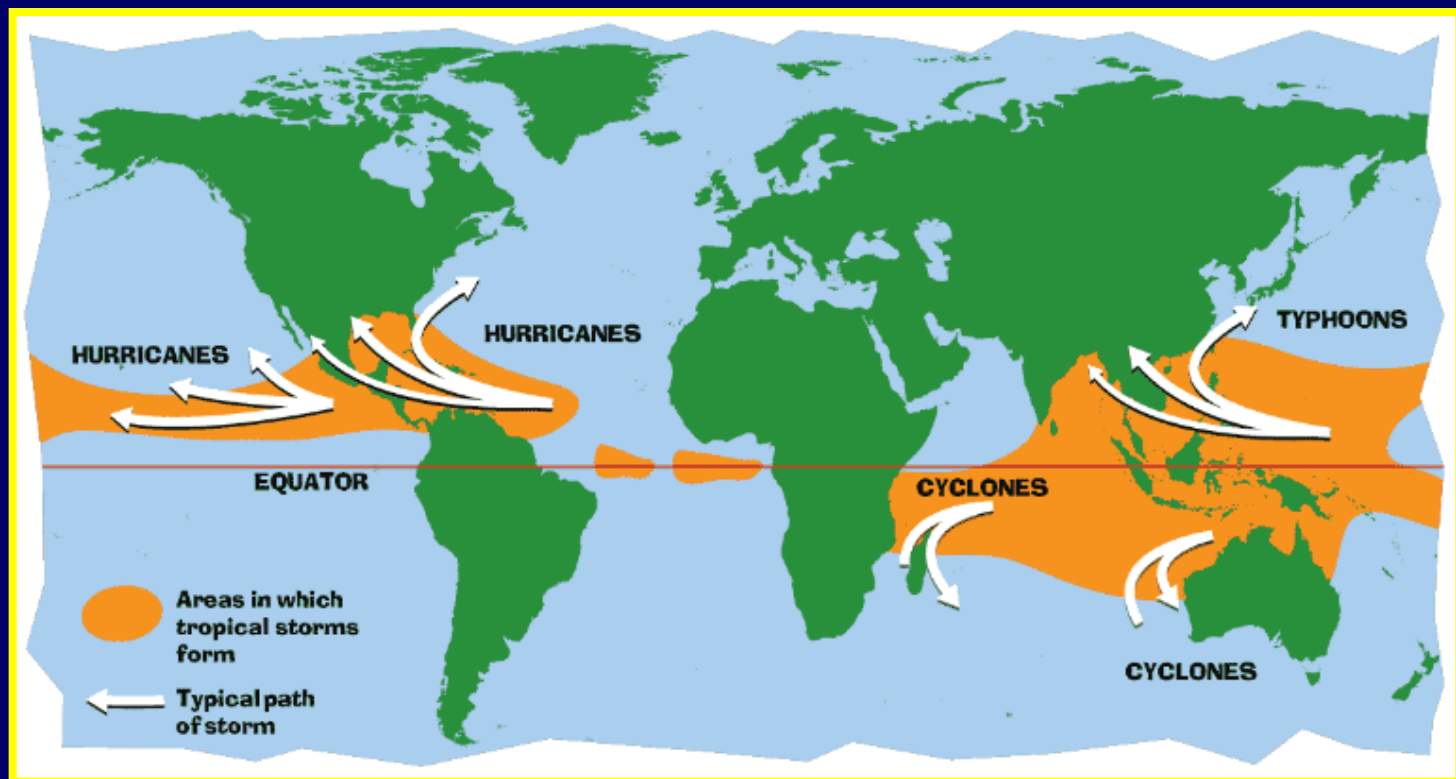 HURRICANES
HURRICANES
TYPHOONS
EQUATOR
CYCLONES
Areas in which
tropical storms
form
CYCLONES
Typical path
of storm